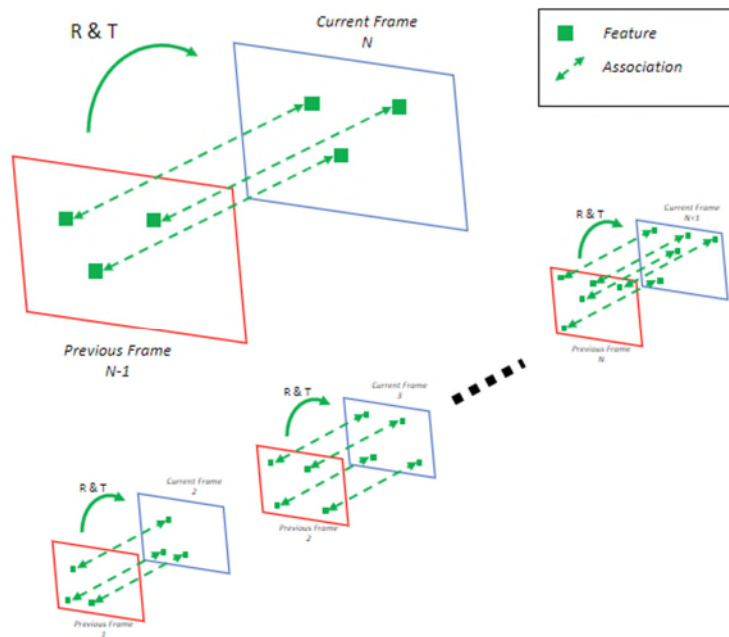 R & T
Current Frame
N
Feature
Association
Previous Frame
N-1
R & T
Current Frame
N+1
Previous Frame
N
R & T
Current Frame
3
Previous Frame
2
R & T
Current Frame
2
Previous Frame
1